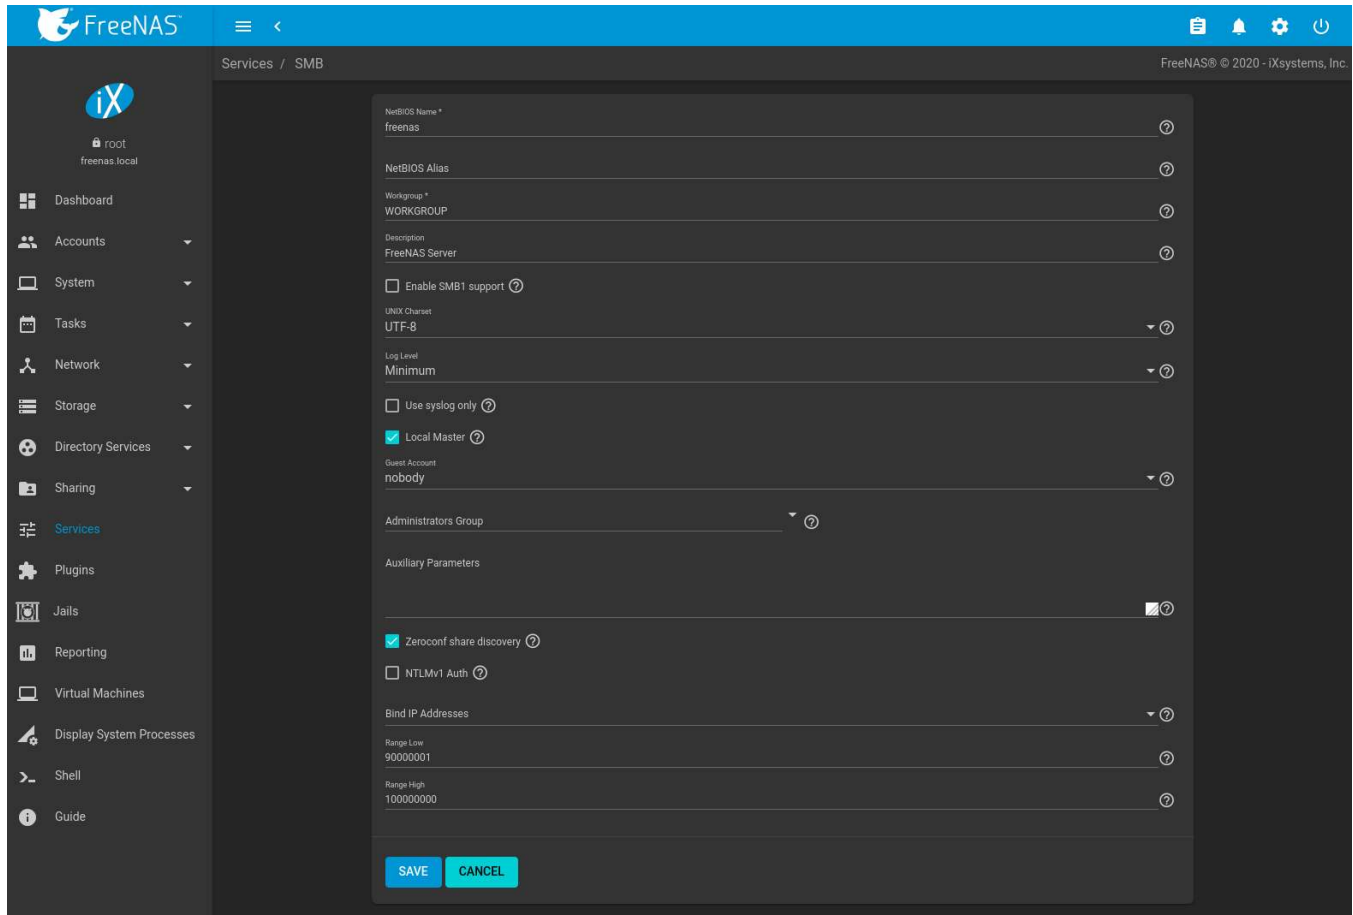 FreeNAS™
Services / SMB
FreeNAS® © 2020 - iXsystems, Inc.
iX
root
freenas.local
Dashboard
Accounts
System
Tasks
Network
Storage
Directory Services
Sharing
Services
Plugins
Jails
Reporting
Virtual Machines
Display System Processes
Shell
Guide
NetBIOS Name *
freenas
NetBIOS Alias
Workgroup *
WORKGROUP
Description
FreeNAS Server
Enable SMB1 support
UNIX Charset
UTF-8
Log Level
Minimum
Use syslog only
Local Master
Guest Account
nobody
Administrators Group
Auxiliary Parameters
Zeroconf share discovery
NTLMv1 Auth
Bind IP Addresses
Range Low
90000001
Range High
100000000
SAVE
CANCEL